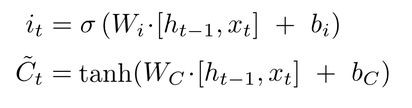 i_t = σ (W_i·[h_{t−1}, x_t] + b_i)
C̃_t = tanh(W_C·[h_{t−1}, x_t] + b_C)